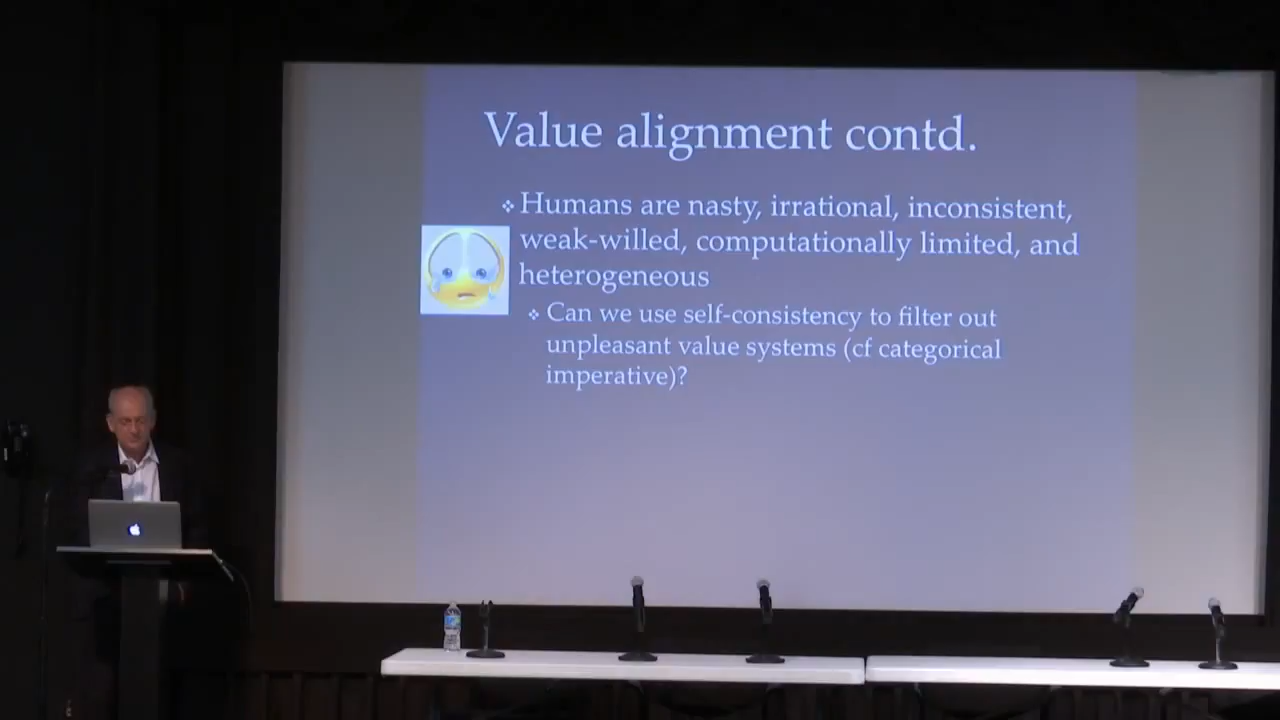 Value alignment contd.
Humans are nasty, irrational, inconsistent,
weak-willed, computationally limited, and
heterogeneous
Can we use self-consistency to filter out
unpleasant value systems (cf categorical
imperative)?